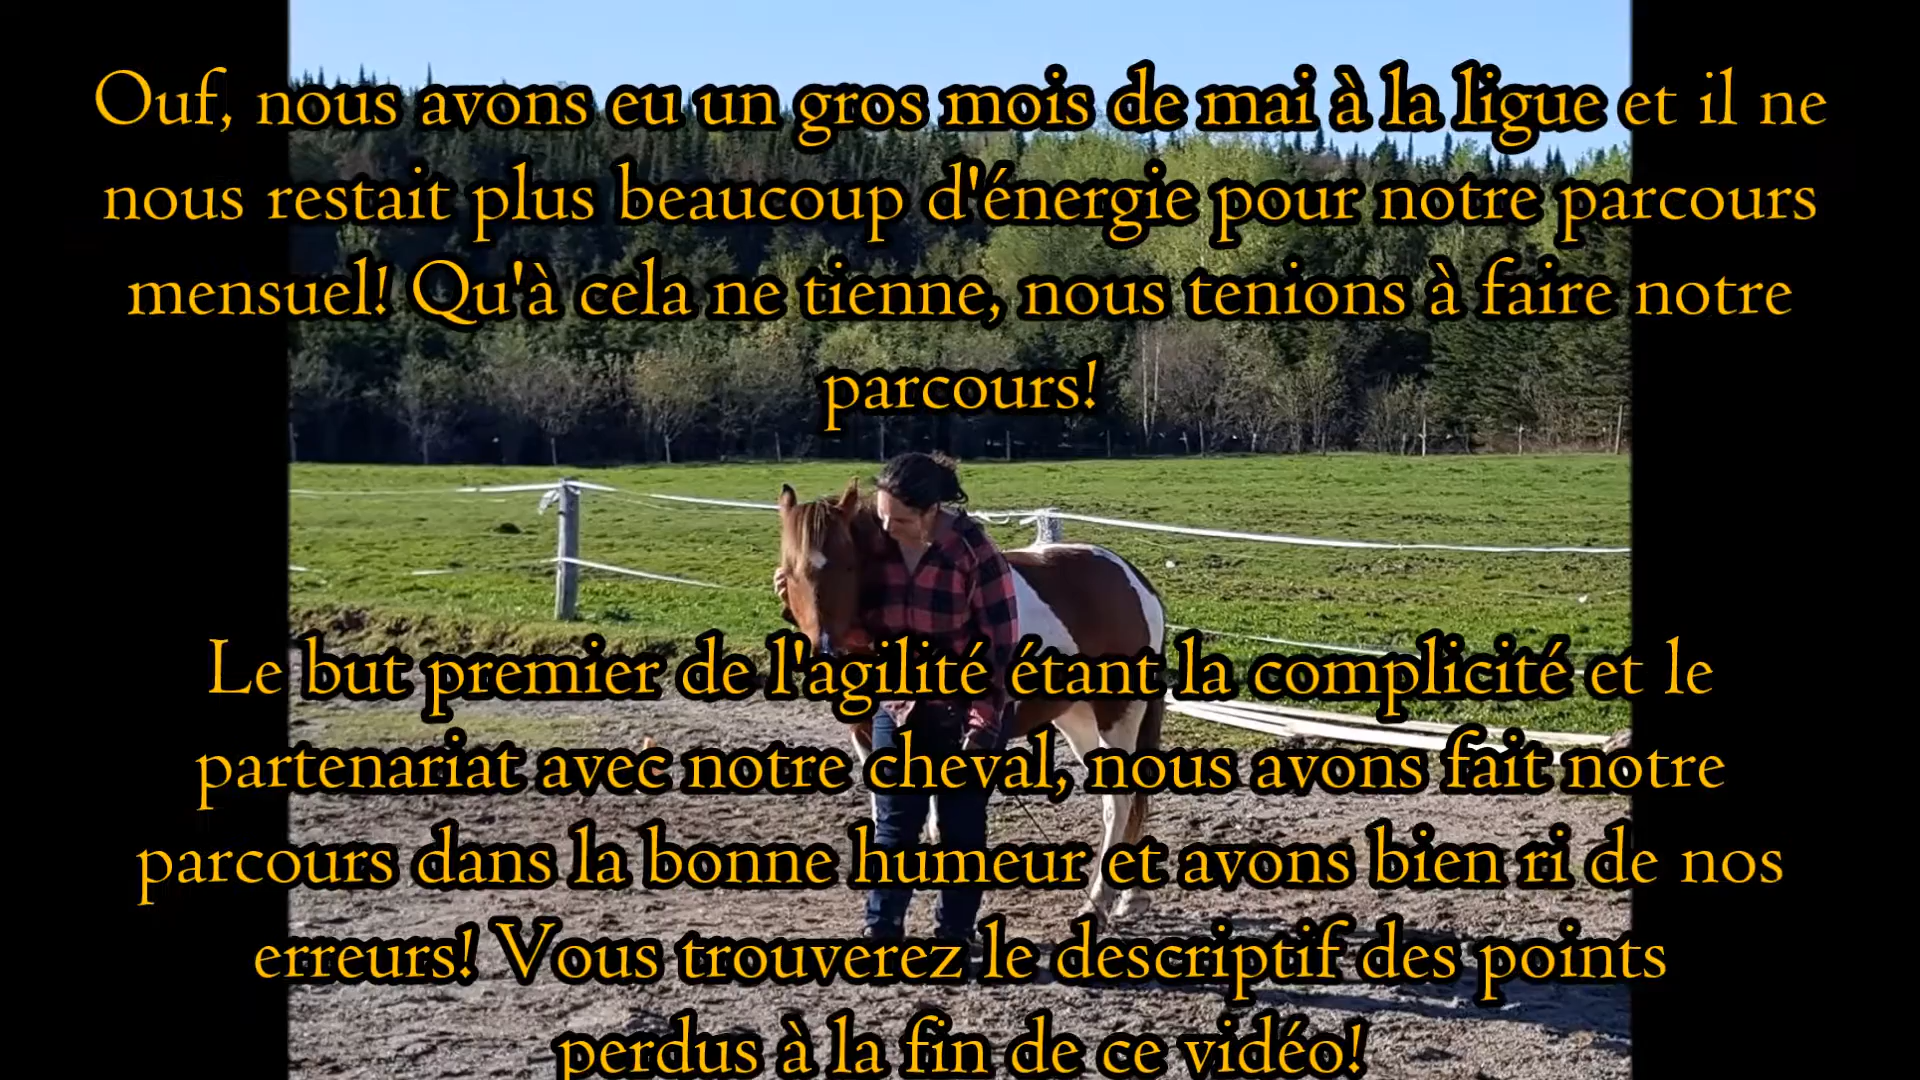 Ouf, nous avons eu un gros mois de mai à la ligue et il ne
nous restait plus beaucoup d'énergie pour notre parcours
mensuel! Qu'à cela ne tienne, nous tenions à faire notre
parcours!
Le but premier de l'agilité étant la complicité et le
partenariat avec notre cheval, nous avons fait notre
parcours dans la bonne humeur et avons bien ri de nos
erreurs! Vous trouverez le descriptif des points
perdus à la fin de ce vidéo!